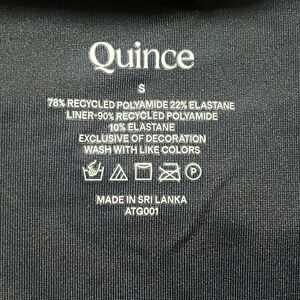 Quince
S
78% RECYCLED POLYAMIDE 22% ELASTANE
LINER-90% RECYCLED POLYAMIDE
10% ELASTANE
EXCLUSIVE OF DECORATION
WASH WITH LIKE COLORS
P
MADE IN SRI LANKA
ATG001